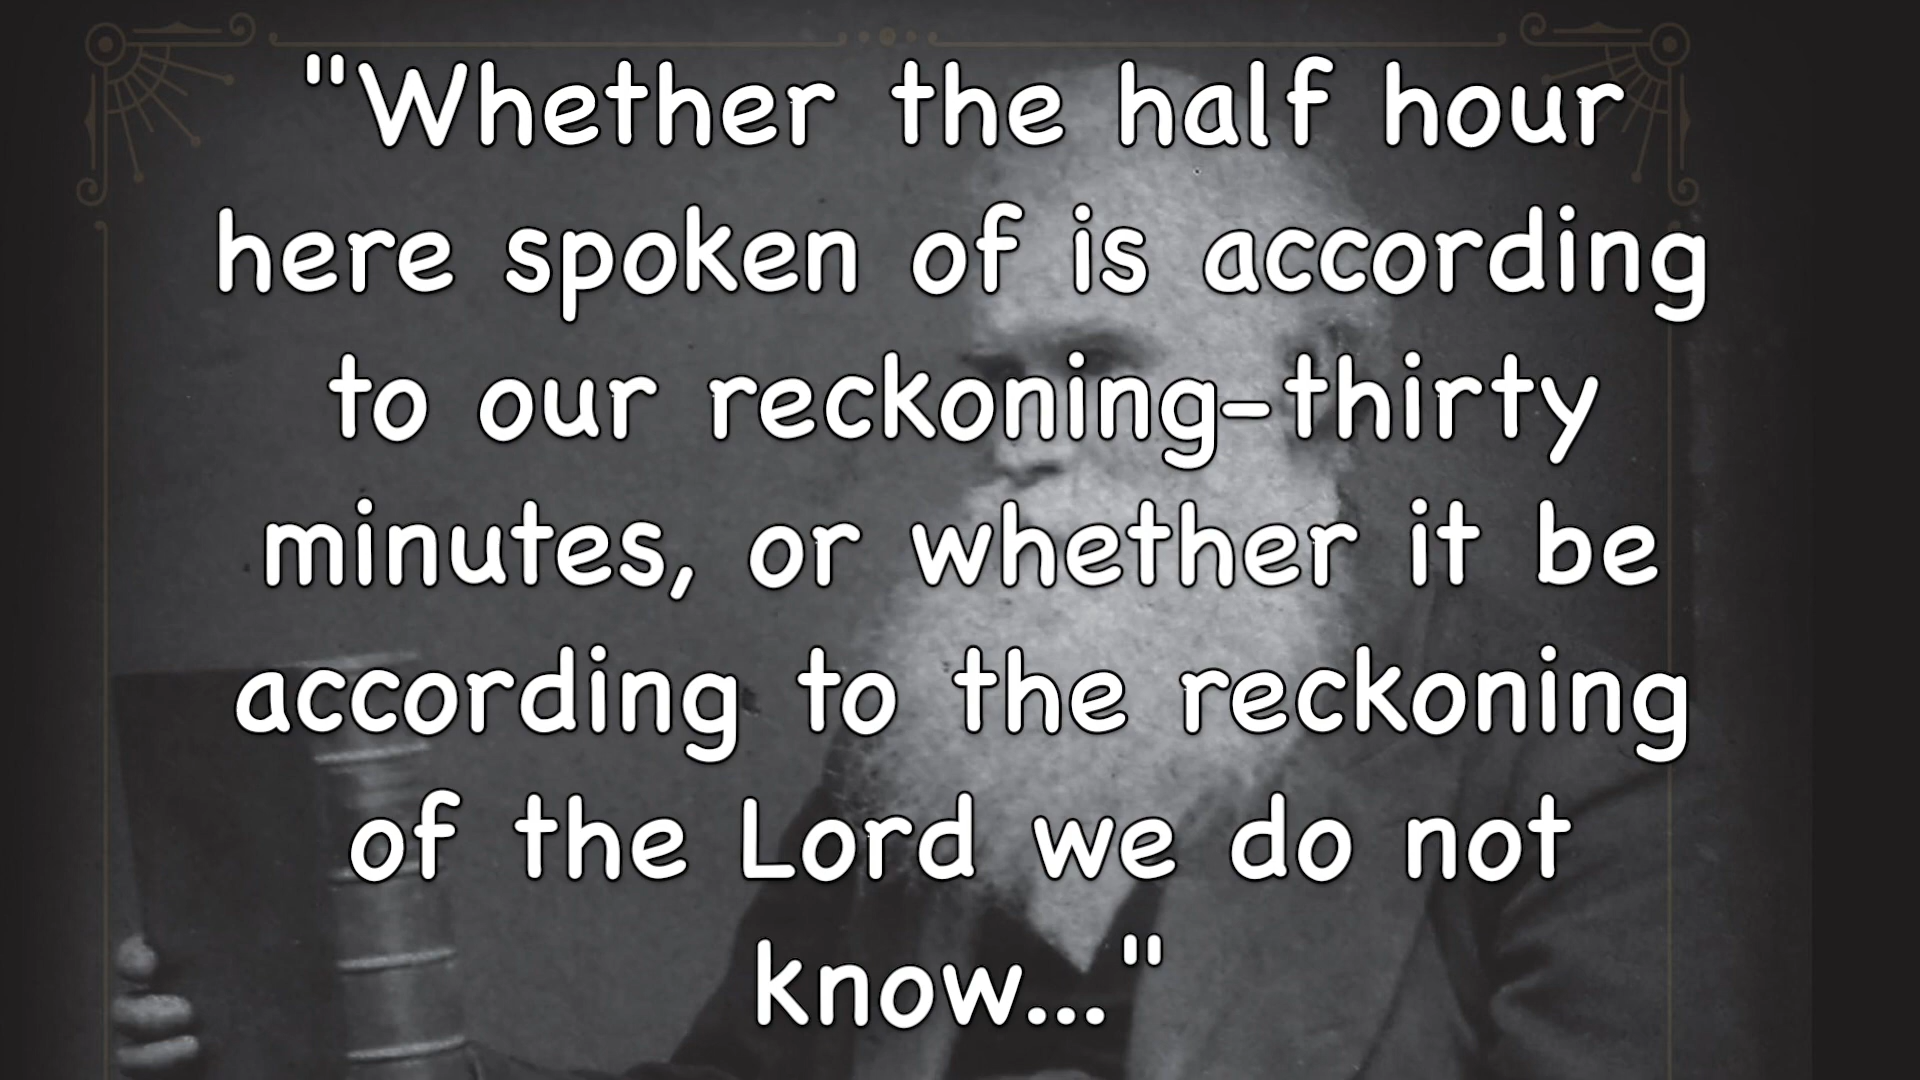 "Whether the half hour
here spoken of is according
to our reckoning-thirty
minutes, or whether it be
according to the reckoning
of the Lord we do not
know..."